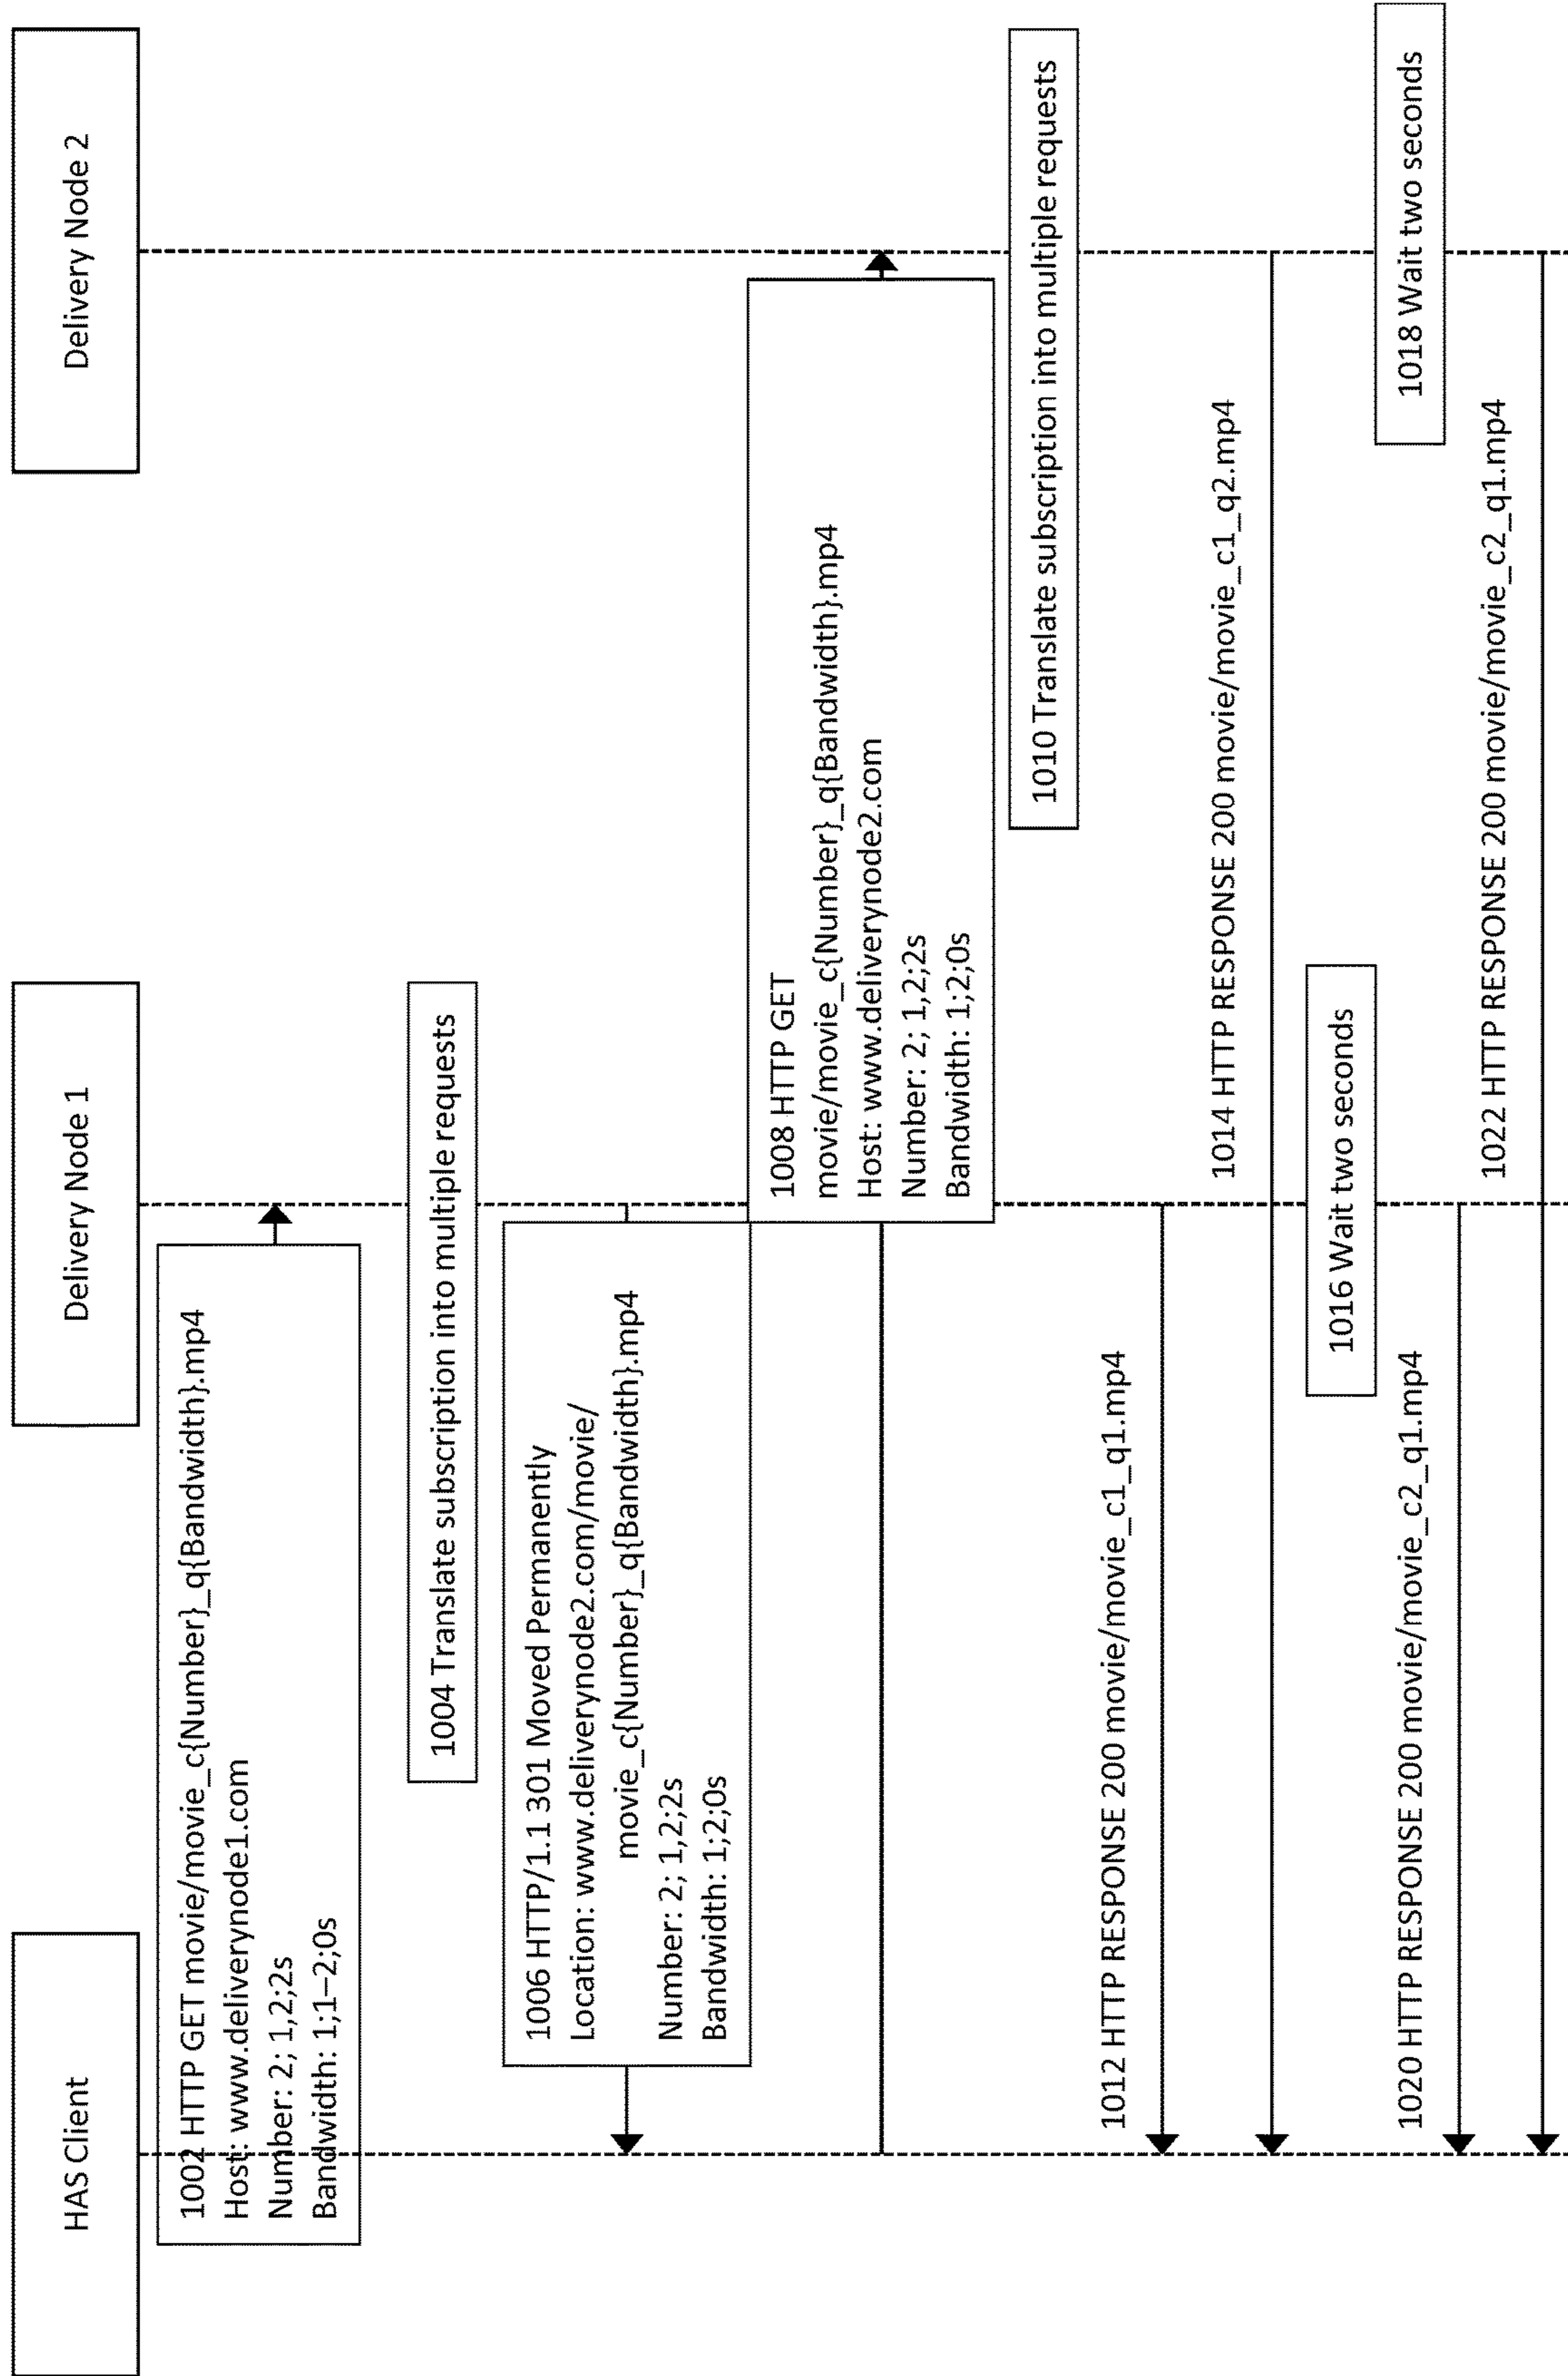 HAS Client
Delivery Node 1
Delivery Node 2
1002 HTTP GET movie/movie_c{Number}_q{Bandwidth}.mp4
Host: www.deliverynode1.com
Number: 2; 1,2;2s
Bandwidth: 1;1–2;0s
1004 Translate subscription into multiple requests
1006 HTTP/1.1 301 Moved Permanently
Location: www.deliverynode2.com/movie/
movie_c{Number}_q{Bandwidth}.mp4
Number: 2; 1,2;2s
Bandwidth: 1;2;0s
1008 HTTP GET
movie/movie_c{Number}_q{Bandwidth}.mp4
Host: www.deliverynode2.com
Number: 2; 1,2;2s
Bandwidth: 1;2;0s
1010 Translate subscription into multiple requests
1012 HTTP RESPONSE 200 movie/movie_c1_q1.mp4
1014 HTTP RESPONSE 200 movie/movie_c1_q2.mp4
1016 Wait two seconds
1018 Wait two seconds
1020 HTTP RESPONSE 200 movie/movie_c2_q1.mp4
1022 HTTP RESPONSE 200 movie/movie_c2_q1.mp4